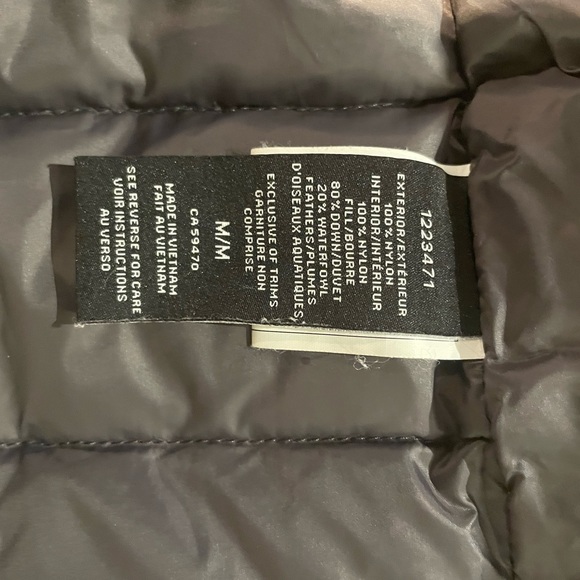 1223471
EXTERIOR/EXTÉRIEUR
100% NYLON
INTERIOR/INTÉRIEUR
100% NYLON
FILL/BOURRE
80% DOWN/DUVET
20% WATERFOWL
FEATHERS/PLUMES
D'OISEAUX AQUATIQUES
EXCLUSIVE OF TRIMS
GARNITURE NON
COMPRISE
M/M
CA59470
MADE IN VIETNAM
FAIT AU VIETNAM
SEE REVERSE FOR CARE
VOIR INSTRUCTIONS
AU VERSO